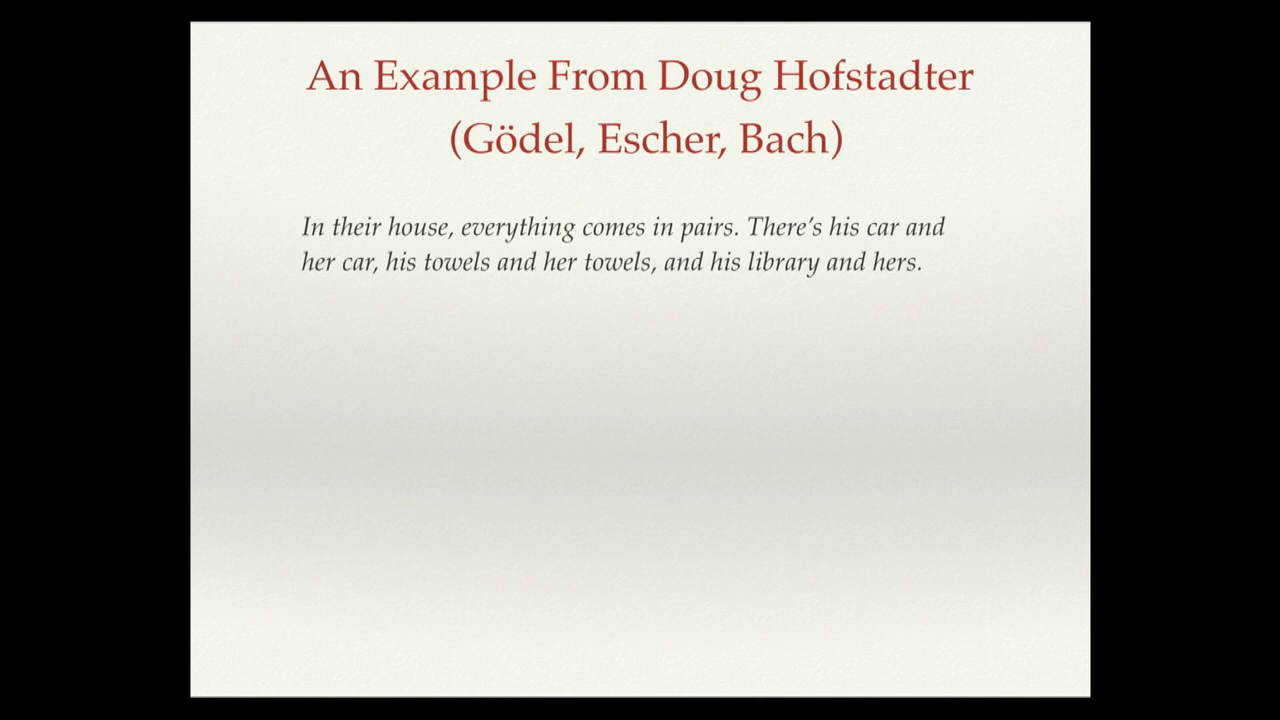 An Example From Doug Hofstadter
(Gödel, Escher, Bach)
In their house, everything comes in pairs. There’s his car and
her car, his towels and her towels, and his library and hers.